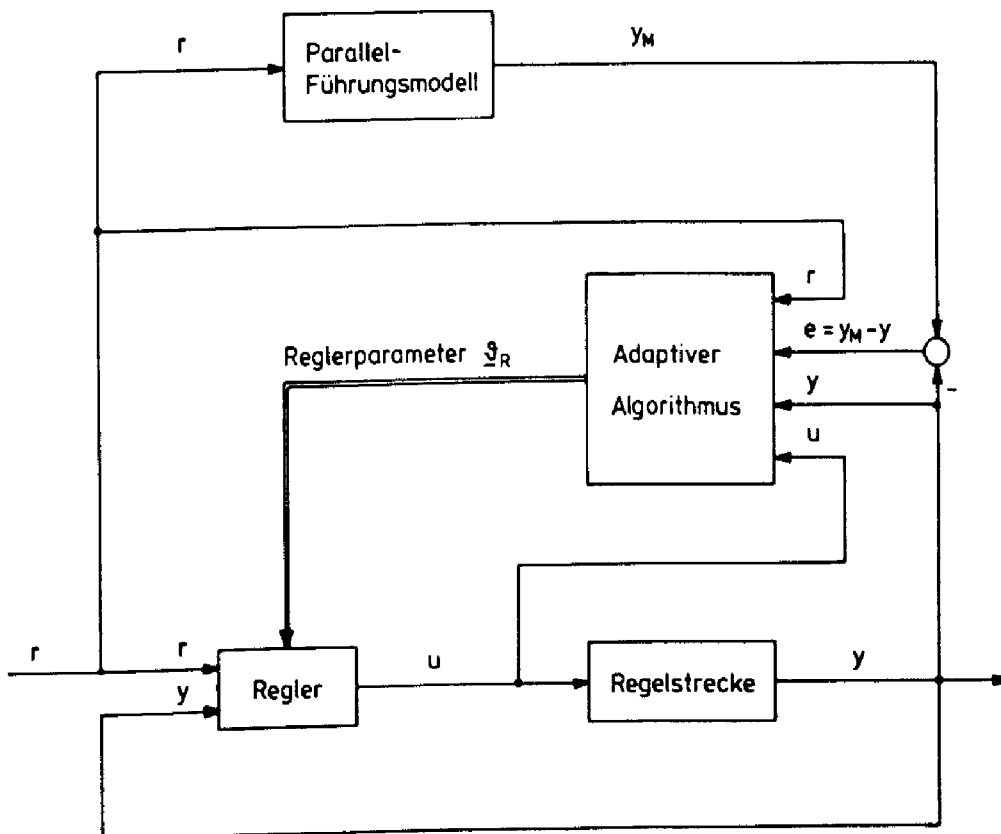 r
y_M
Parallel-
Führungsmodell
r
e = y_M - y
Reglerparameter ϑ_R
Adaptiver
Algorithmus
y
-
u
r
r
u
y
y
Regler
Regelstrecke